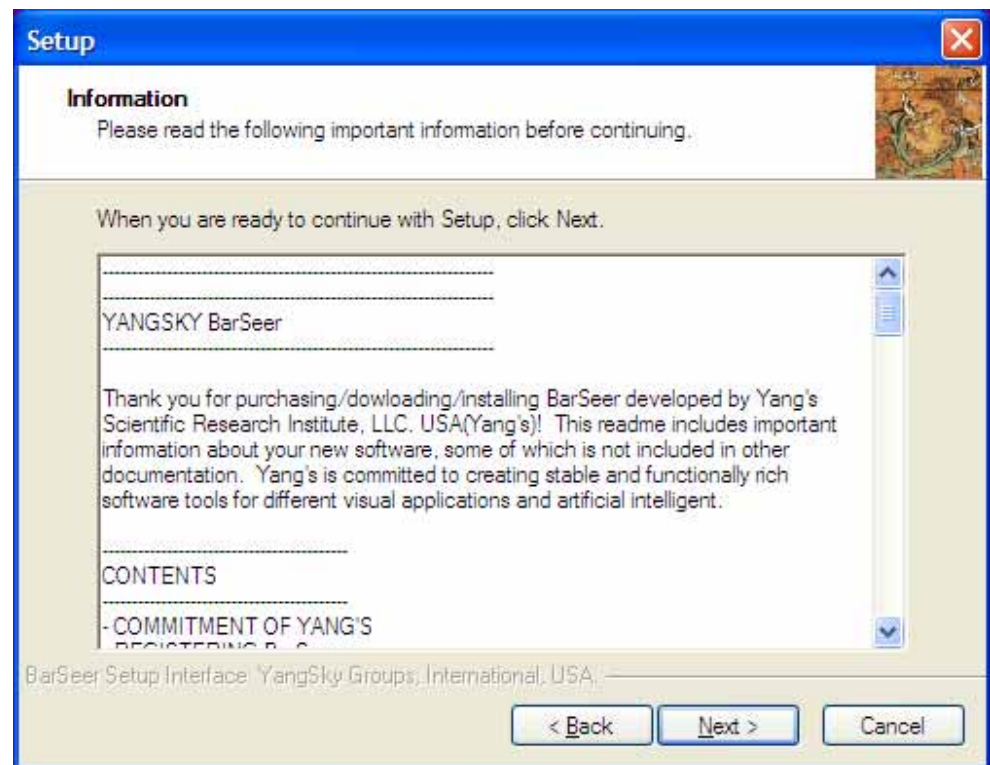 Setup
Information
Please read the following important information before continuing.
When you are ready to continue with Setup, click Next.
----------------------------------------------------------------------
----------------------------------------------------------------------
YANGSKY BarSeer
----------------------------------------------------------------------
Thank you for purchasing/dowloading/installing BarSeer developed by Yang's
Scientific Research Institute, LLC. USA(Yang's)!  This readme includes important
information about your new software, some of which is not included in other
documentation.  Yang's is committed to creating stable and functionally rich
software tools for different visual applications and artificial intelligent.
--------------------------------------------
CONTENTS
--------------------------------------------
- COMMITMENT OF YANG'S
BarSeer Setup Interface. YangSky Groups, International, USA.
< Back Next > Cancel